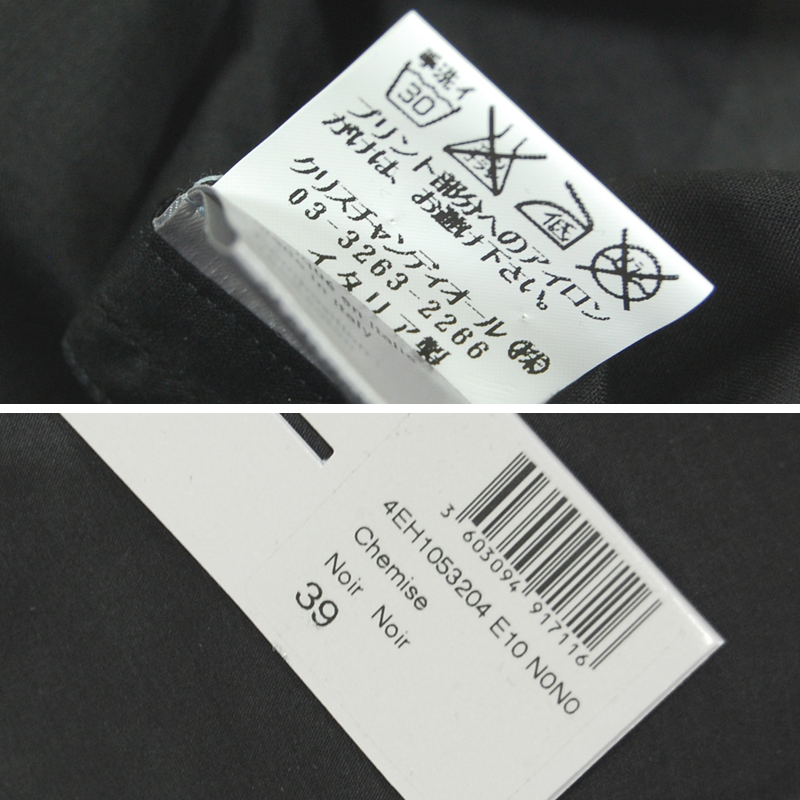 手洗イ
30
低
プリント部分へのアイロン
がけは、お避け下さい。
クリスチャンディオール㈱
03-3263-2266
イタリア製
3 603094 917116
4EH1053204 E10 NONO
Chemise
Noir Noir
39